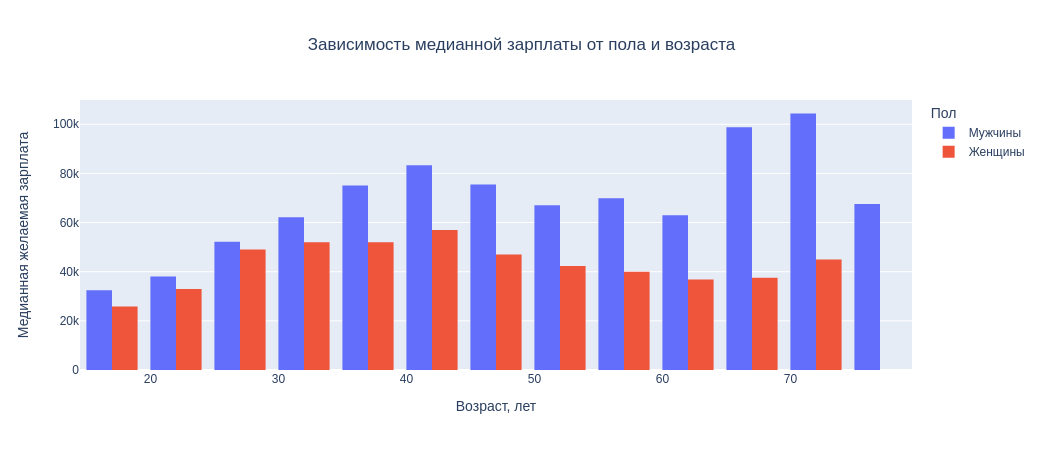 Зависимость медианной зарплаты от пола и возраста
Пол
Мужчины
Женщины
Медианная желаемая зарплата
100k
80k
60k
40k
20k
0
20
30
40
50
60
70
Возраст, лет